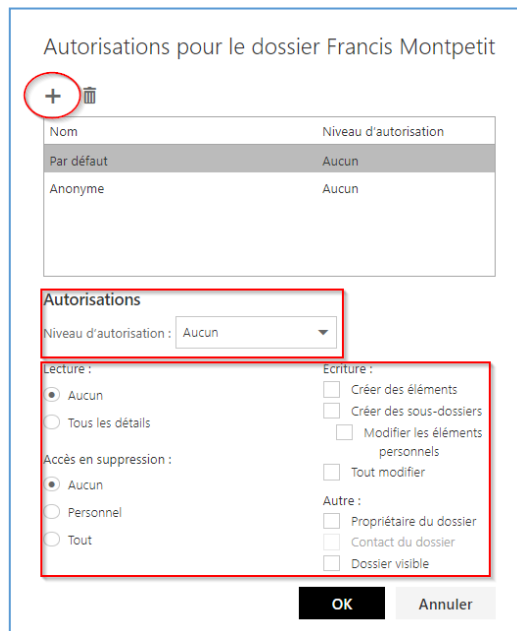 Autorisations pour le dossier Francis Montpetit
Nom Niveau d'autorisation
Par défaut Aucun
Anonyme Aucun
Autorisations
Niveau d'autorisation : Aucun
Lecture :
Aucun
Tous les détails
Accès en suppression :
Aucun
Personnel
Tout
Ecriture :
Créer des éléments
Créer des sous-dossiers
Modifier les éléments
personnels
Tout modifier
Autre :
Propriétaire du dossier
Contact du dossier
Dossier visible
OK Annuler